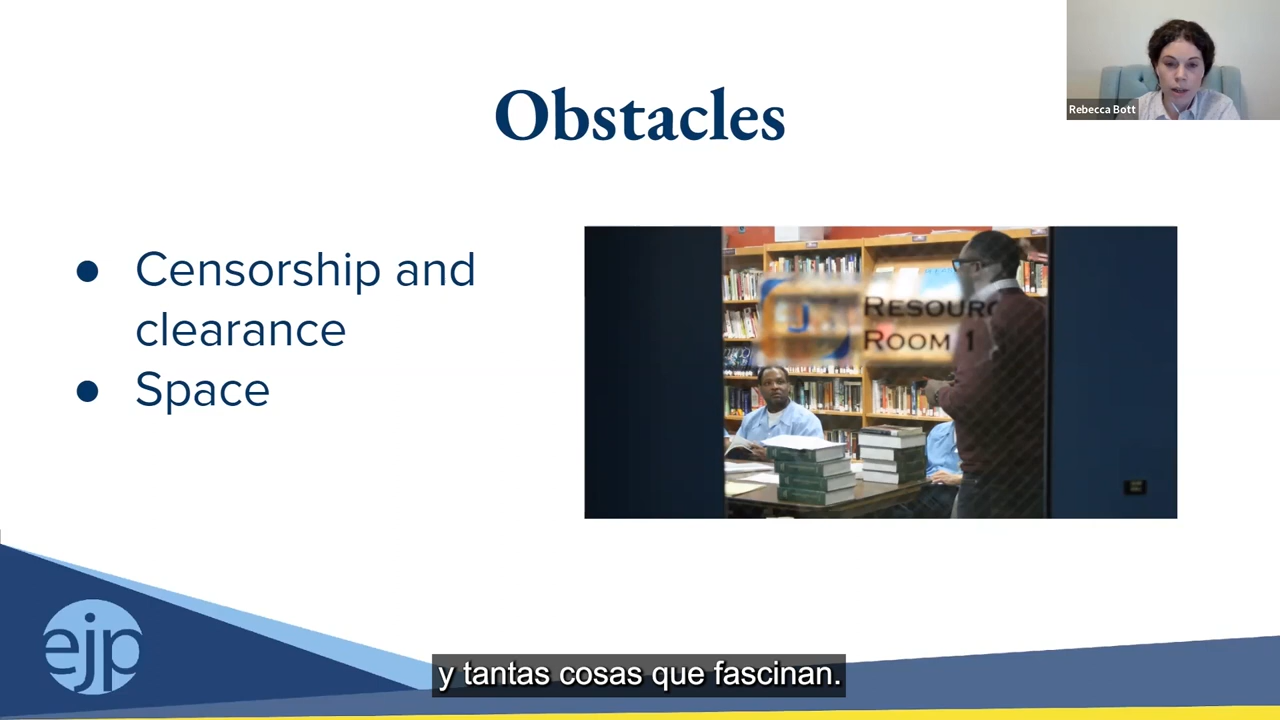 Rebecca Bott
Obstacles
Censorship and
clearance
Space
RESOURC
ROOM 1
ejp
y tantas cosas que fascinan.